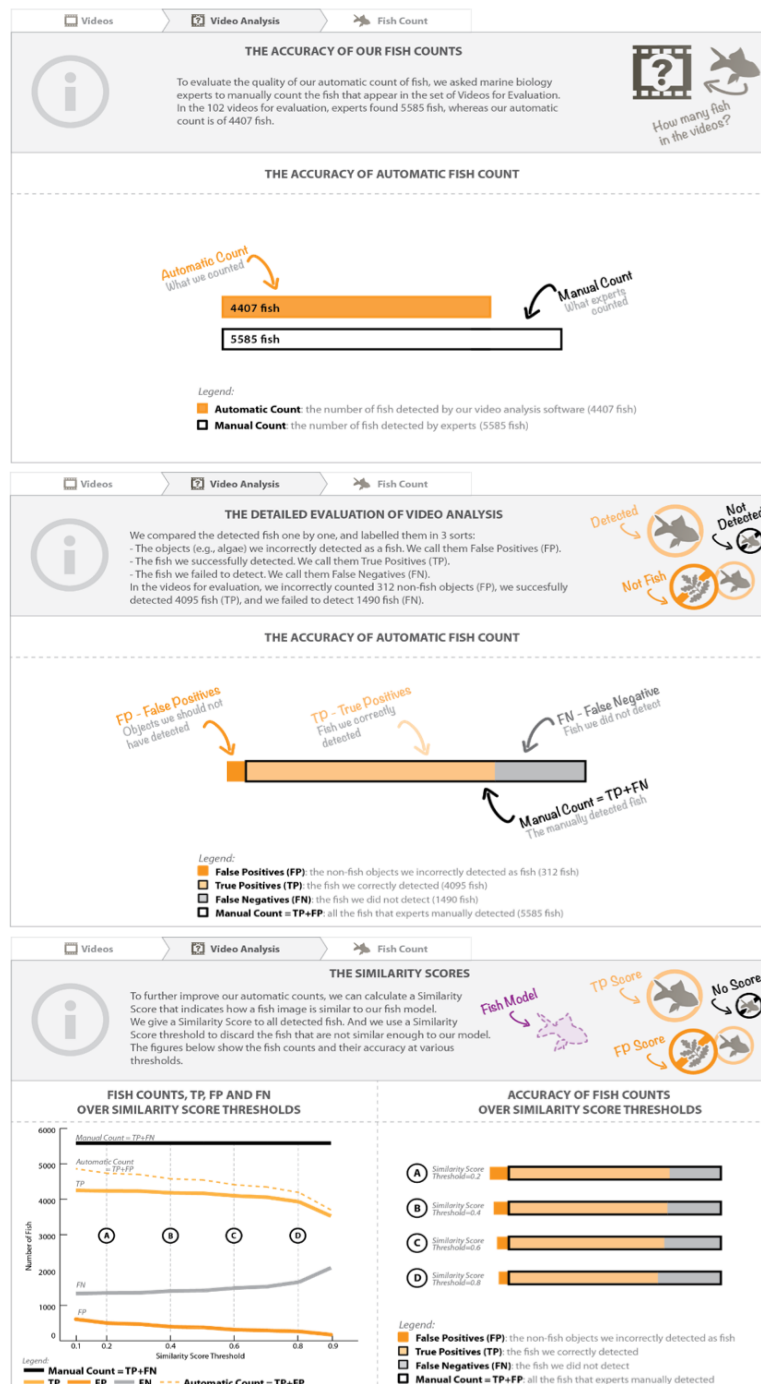 Videos
Video Analysis
Fish Count
THE ACCURACY OF OUR FISH COUNTS
To evaluate the quality of our automatic count of fish, we asked marine biology
experts to manually count the fish that appear in the set of Videos for Evaluation.
In the 102 videos for evaluation, experts found 5585 fish, whereas our automatic
count is of 4407 fish.
How many fish
in the videos?
THE ACCURACY OF AUTOMATIC FISH COUNT
Automatic Count
What we counted
Manual Count
What experts
counted
4407 fish
5585 fish
Legend:
Automatic Count: the number of fish detected by our video analysis software (4407 fish)
Manual Count: the number of fish detected by experts (5585 fish)
Videos
Video Analysis
Fish Count
THE DETAILED EVALUATION OF VIDEO ANALYSIS
We compared the detected fish one by one, and labelled them in 3 sorts:
- The objects (e.g., algae) we incorrectly detected as a fish. We call them False Positives (FP).
- The fish we successfully detected. We call them True Positives (TP).
- The fish we failed to detect. We call them False Negatives (FN).
In the videos for evaluation, we incorrectly counted 312 non-fish objects (FP), we succesfully
detected 4095 fish (TP), and we failed to detect 1490 fish (FN).
Detected
Not
Detected
Not Fish
THE ACCURACY OF AUTOMATIC FISH COUNT
FP - False Positives
Objects we should not
have detected
TP - True Positives
Fish we correctly
detected
FN - False Negative
Fish we did not detect
Manual Count = TP+FN
The manually detected fish
Legend:
False Positives (FP): the non-fish objects we incorrectly detected as fish (312 fish)
True Positives (TP): the fish we correctly detected (4095 fish)
False Negatives (FN): the fish we did not detect (1490 fish)
Manual Count = TP+FP: all the fish that experts manually detected (5585 fish)
Videos
Video Analysis
Fish Count
THE SIMILARITY SCORES
To further improve our automatic counts, we can calculate a Similarity
Score that indicates how a fish image is similar to our fish model.
We give a Similarity Score to all detected fish. And we use a Similarity
Score threshold to discard the fish that are not similar enough to our model.
The figures below show the fish counts and their accuracy at various
thresholds.
Fish Model
TP Score
No Score
FP Score
FISH COUNTS, TP, FP AND FN
OVER SIMILARITY SCORE THRESHOLDS
6000
5000
4000
3000
2000
1000
0
Number of Fish
Manual Count = TP+FN
Automatic Count
= TP+FP
TP
A
B
C
D
FN
FP
0.1
0.2
0.4
0.6
0.8
0.9
Similarity Score Threshold
Legend:
Manual Count = TP+FN
TP
FP
FN
Automatic Count = TP+FP
ACCURACY OF FISH COUNTS
OVER SIMILARITY SCORE THRESHOLDS
A
Similarity Score
Threshold=0.2
B
Similarity Score
Threshold=0.4
C
Similarity Score
Threshold=0.6
D
Similarity Score
Threshold=0.8
Legend:
False Positives (FP): the non-fish objects we incorrectly detected as fish
True Positives (TP): the fish we correctly detected
False Negatives (FN): the fish we did not detect
Manual Count = TP+FP: all the fish that experts manually detected